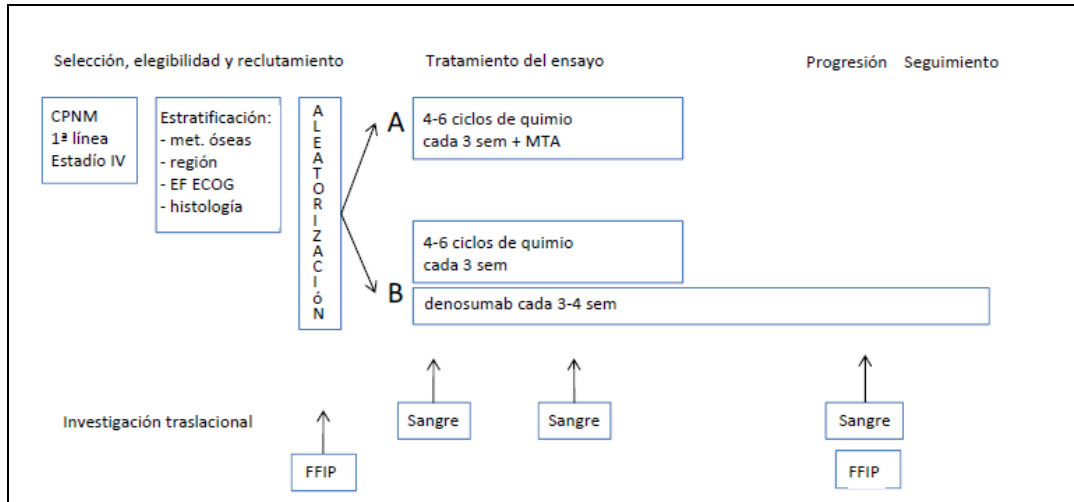 Selección, elegibilidad y reclutamiento
Tratamiento del ensayo
Progresión Seguimiento
CPNM
1ª línea
Estadío IV
Estratificación:
- met. óseas
- región
- EF ECOG
- histología
ALEATORIZACIóN
A
4-6 ciclos de quimio
cada 3 sem + MTA
B
4-6 ciclos de quimio
cada 3 sem
denosumab cada 3-4 sem
Investigación traslacional
FFIP
Sangre
Sangre
Sangre
FFIP